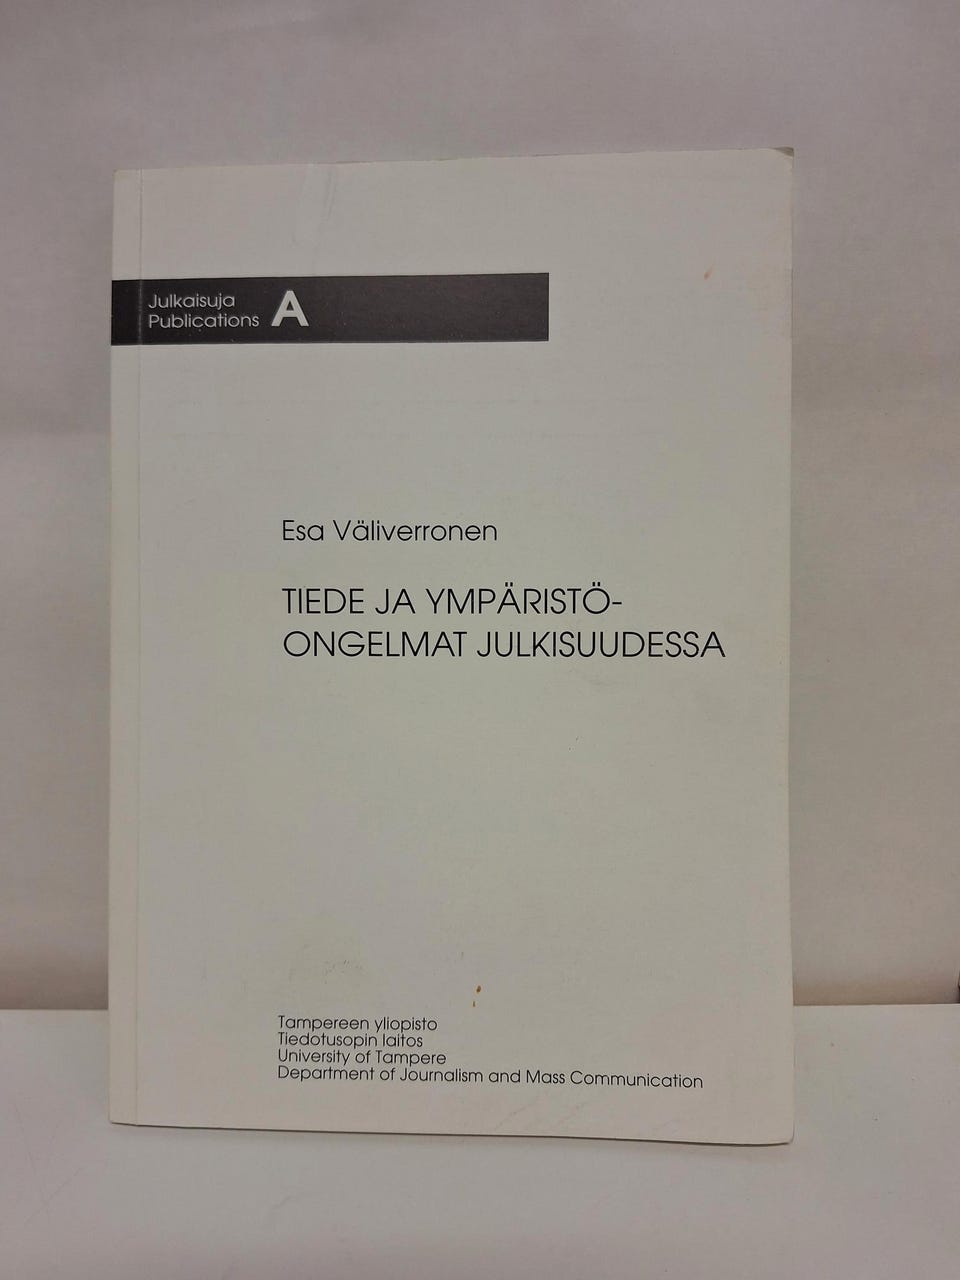 Julkaisuja
Publications A
Esa Väliverronen
TIEDE JA YMPÄRISTÖ-
ONGELMAT JULKISUUDESSA
Tampereen yliopisto
Tiedotusopin laitos
University of Tampere
Department of Journalism and Mass Communication